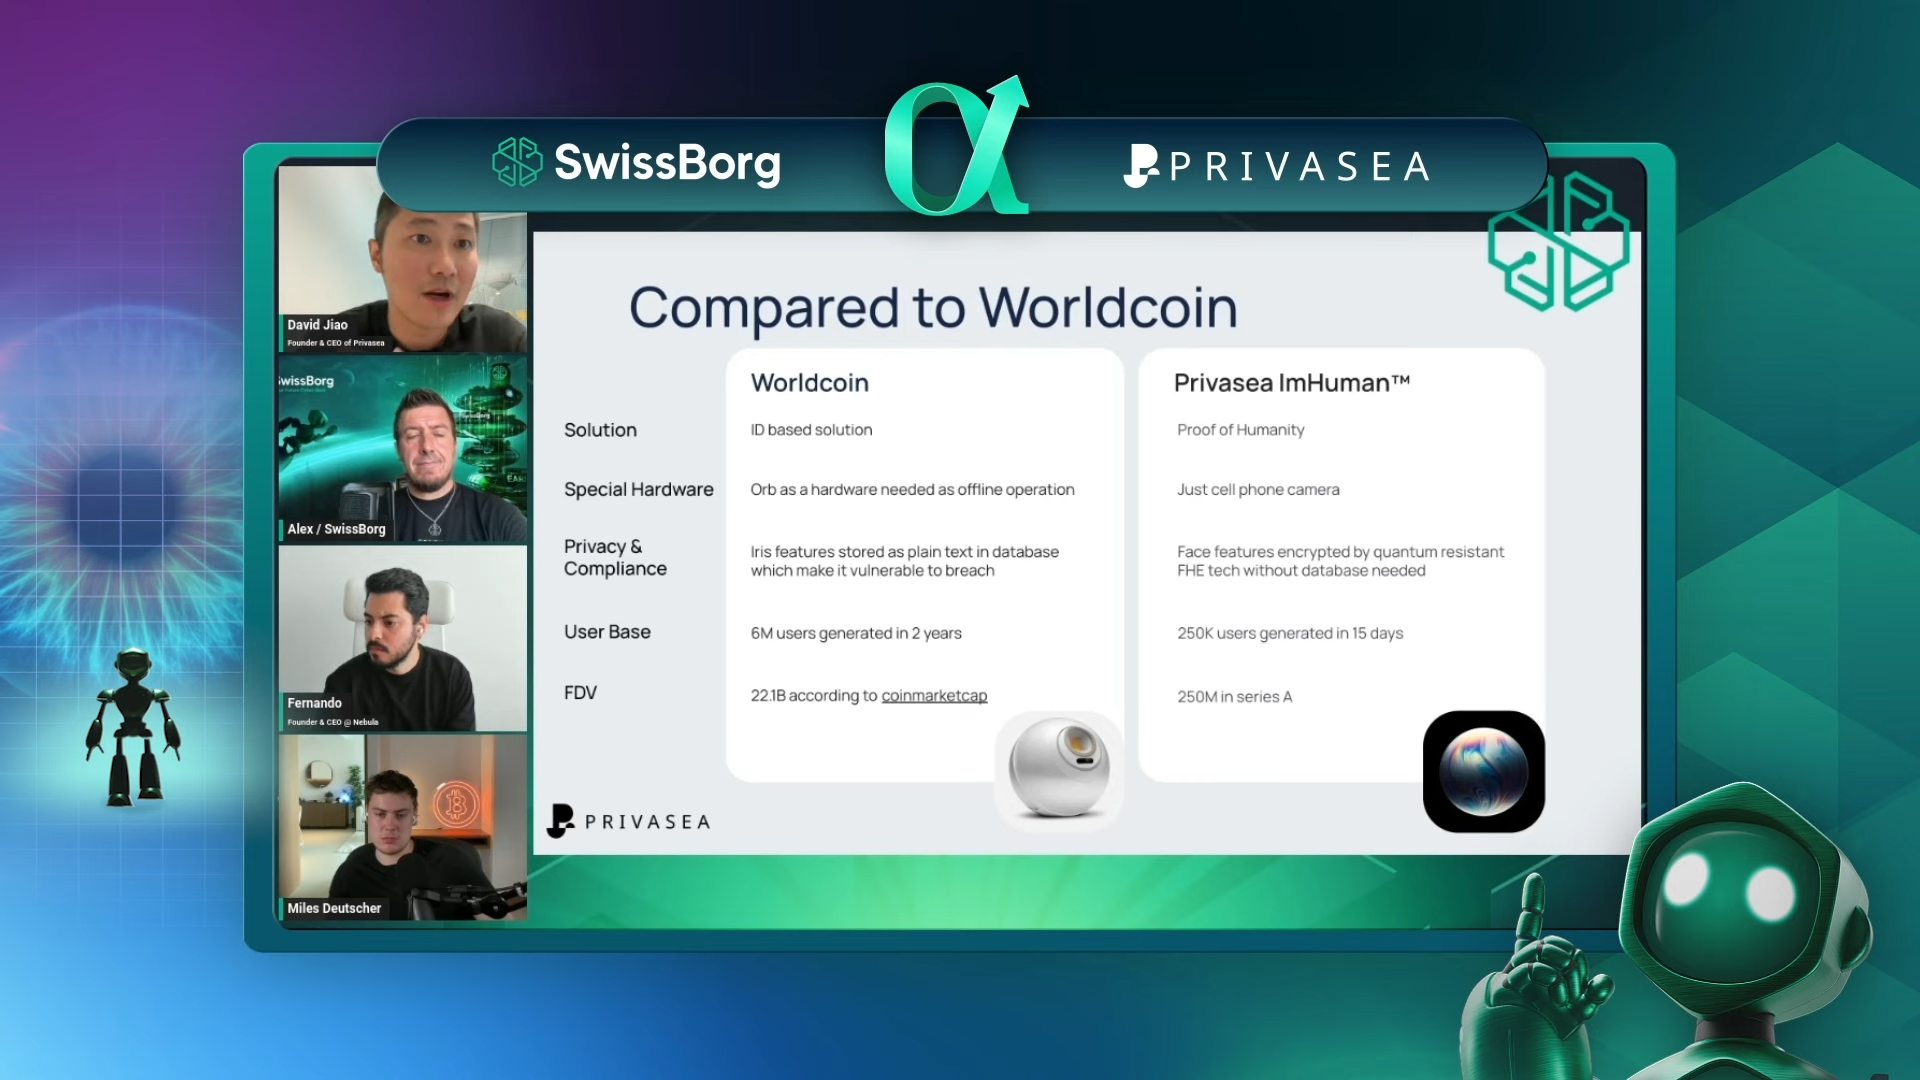 SwissBorg
PRIVASEA
David Jiao
Founder & CEO of Privasea
SwissBorg
Alex / SwissBorg
Fernando
Founder & CEO @ Nebula
Miles Deutscher
Compared to Worldcoin
Worldcoin
Privasea ImHuman™
Solution
ID based solution
Proof of Humanity
Special Hardware
Orb as a hardware needed as offline operation
Just cell phone camera
Privacy &
Compliance
Iris features stored as plain text in database
which make it vulnerable to breach
Face features encrypted by quantum resistant
FHE tech without database needed
User Base
6M users generated in 2 years
250K users generated in 15 days
FDV
22.1B according to coinmarketcap
250M in series A
PRIVASEA